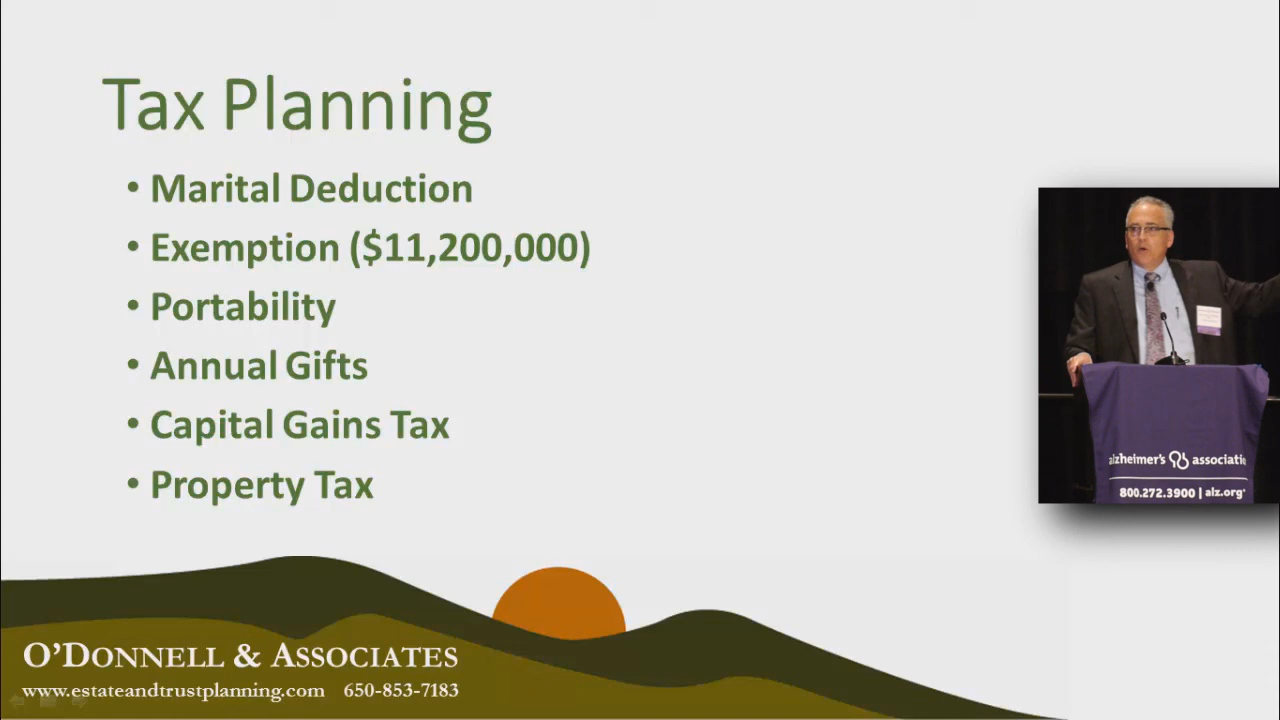 Tax Planning
• Marital Deduction
• Exemption ($11,200,000)
• Portability
• Annual Gifts
• Capital Gains Tax
• Property Tax
alzheimer's associati
800.272.3900 | alz.org®
O'DONNELL & ASSOCIATES
www.estateandtrustplanning.com 650-853-7183